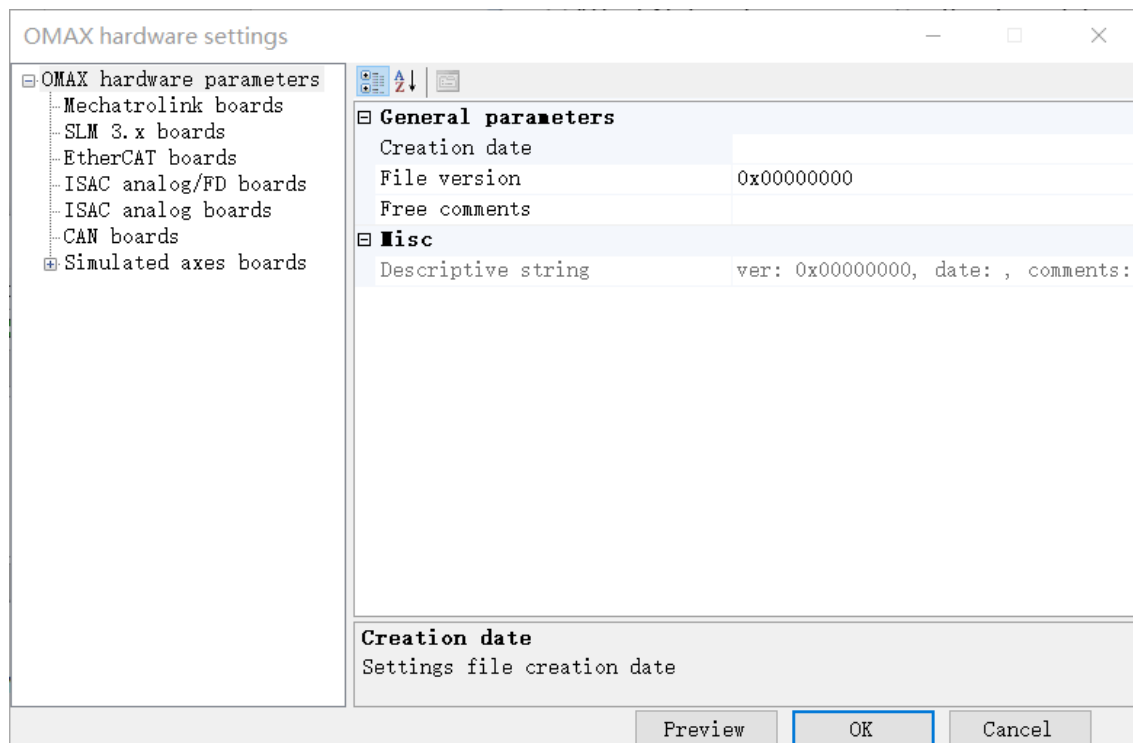 OMAX hardware settings
OMAX hardware parameters
Mechatrolink boards
SLM 3.x boards
EtherCAT boards
ISAC analog/FD boards
ISAC analog boards
CAN boards
Simulated axes boards
General parameters
Creation date
File version 0x00000000
Free comments
Misc
Descriptive string ver: 0x00000000, date: , comments:
Creation date
Settings file creation date
Preview OK Cancel